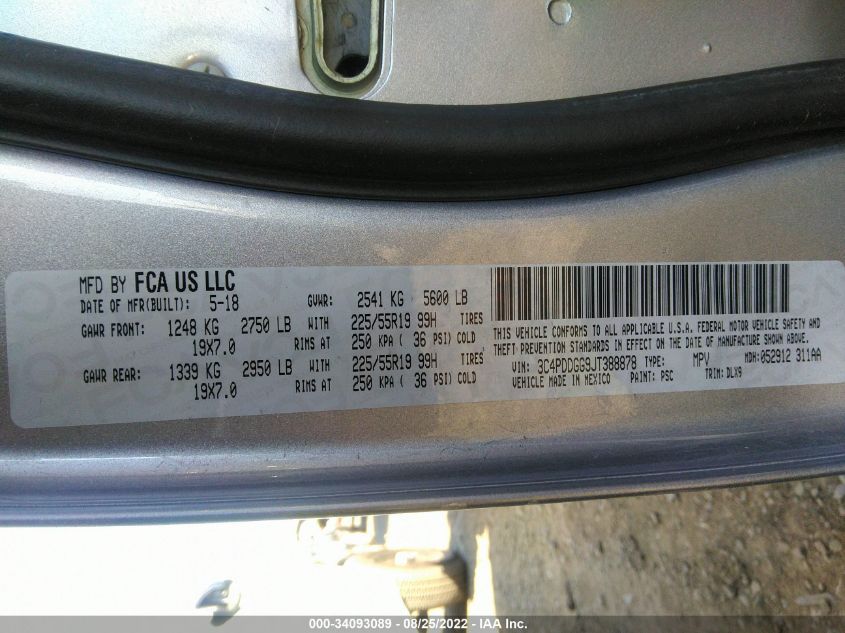 MFD BY FCA US LLC
DATE OF MFR(BUILT): 5-18 GVWR: 2541 KG 5600 LB
GAWR FRONT: 1248 KG 2750 LB WITH 225/55R19 99H TIRES
19X7.0 RIMS AT 250 KPA ( 36 PSI) COLD
GAWR REAR: 1339 KG 2950 LB WITH 225/55R19 99H TIRES
19X7.0 RIMS AT 250 KPA ( 36 PSI) COLD
THIS VEHICLE CONFORMS TO ALL APPLICABLE U.S.A. FEDERAL MOTOR VEHICLE SAFETY AND
THEFT PREVENTION STANDARDS IN EFFECT ON THE DATE OF MANUFACTURE SHOWN ABOVE.
VIN: 3C4PDDGG9JT388878 TYPE: MPV MDH: 052912 311AA
VEHICLE MADE IN MEXICO PAINT: PSC TRIM: DLX9
000-34093089 - 08/25/2022 - IAA Inc.